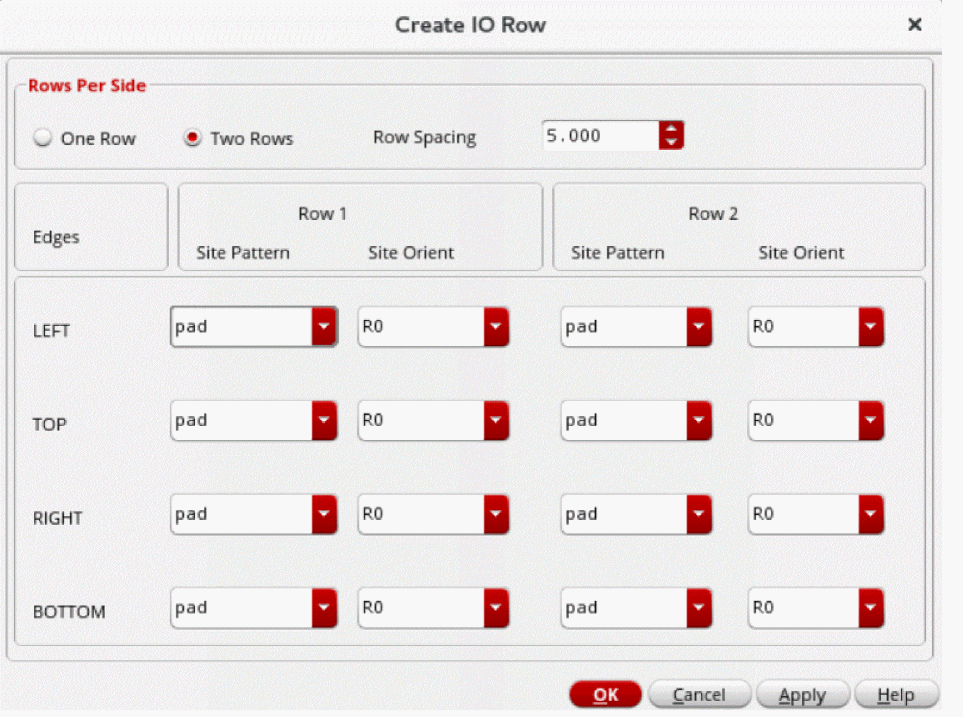 Create IO Row
Rows Per Side
One Row Two Rows Row Spacing 5.000
Edges
Row 1
Site Pattern Site Orient
Row 2
Site Pattern Site Orient
LEFT pad R0 pad R0
TOP pad R0 pad R0
RIGHT pad R0 pad R0
BOTTOM pad R0 pad R0
OK Cancel Apply Help